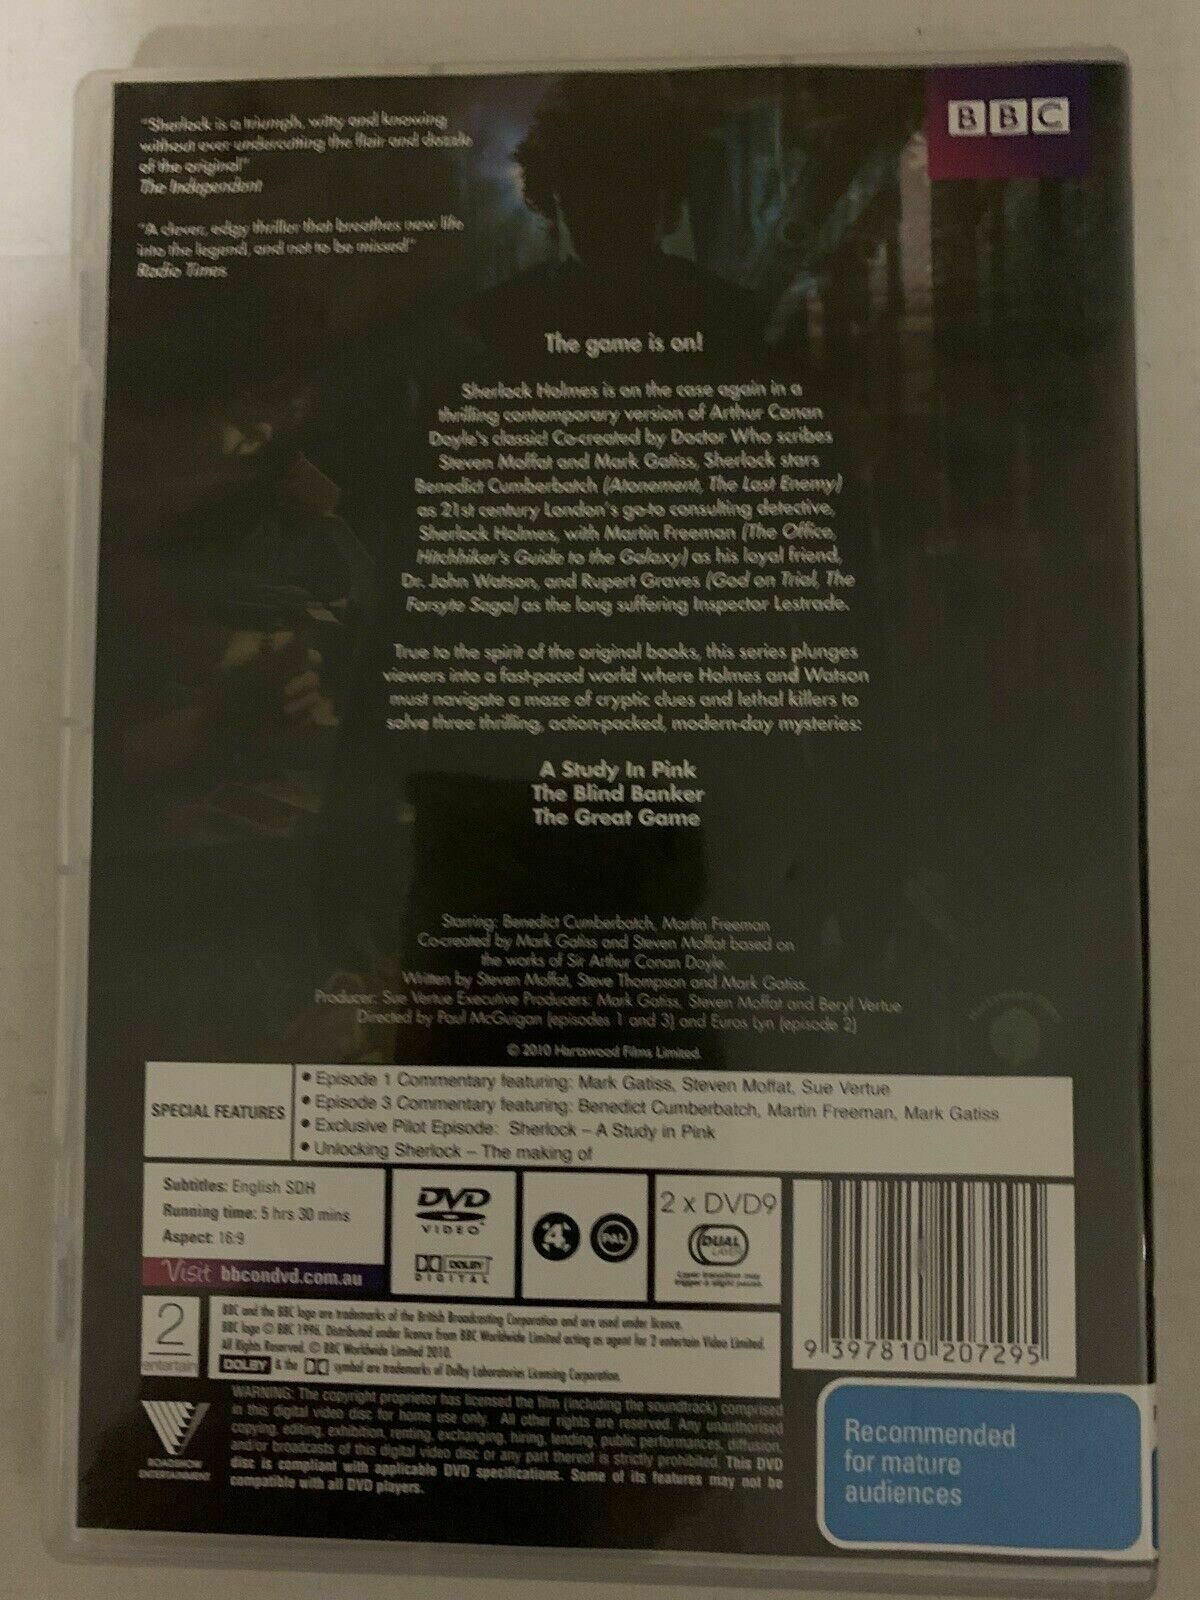 "Sherlock is a triumph, witty and knowing
without ever undercutting the flair and dazzle
of the original"
The Independent
"A clever, edgy thriller that breathes new life
into the legend, and not to be missed"
Radio Times
BBC
The game is on!
Sherlock Holmes is on the case again in a
thrilling contemporary version of Arthur Conan
Doyle's classic! Co-created by Doctor Who scribes
Steven Moffat and Mark Gatiss, Sherlock stars
Benedict Cumberbatch (Atonement, The Last Enemy)
as 21st century London's go-to consulting detective,
Sherlock Holmes, with Martin Freeman (The Office,
Hitchhiker's Guide to the Galaxy) as his loyal friend,
Dr. John Watson, and Rupert Graves (God on Trial, The
Forsyte Saga) as the long suffering Inspector Lestrade.
True to the spirit of the original books, this series plunges
viewers into a fast-paced world where Holmes and Watson
must navigate a maze of cryptic clues and lethal killers to
solve three thrilling, action-packed, modern-day mysteries:
A Study In Pink
The Blind Banker
The Great Game
Starring: Benedict Cumberbatch, Martin Freeman
Co-created by Mark Gatiss and Steven Moffat based on
the works of Sir Arthur Conan Doyle.
Written by Steven Moffat, Steve Thompson and Mark Gatiss.
Producer: Sue Vertue Executive Producers: Mark Gatiss, Steven Moffat and Beryl Vertue
Directed by Paul McGuigan (episodes 1 and 3) and Euros Lyn (episode 2)
© 2010 Hartswood Films Limited.
SPECIAL FEATURES
• Episode 1 Commentary featuring: Mark Gatiss, Steven Moffat, Sue Vertue
• Episode 3 Commentary featuring: Benedict Cumberbatch, Martin Freeman, Mark Gatiss
• Exclusive Pilot Episode: Sherlock – A Study in Pink
• Unlocking Sherlock – The making of
Subtitles: English SDH
Running time: 5 hrs 30 mins
Aspect: 16:9
Visit bbcondvd.com.au
DVD
VIDEO
DOLBY
DIGITAL
4
PAL
2 x DVD9
DUAL
LAYER
Layer transition may
trigger a slight pause.
9 397810 207295
2
entertain
BBC and the BBC logo are trademarks of the British Broadcasting Corporation and are used under licence.
BBC logo © BBC 1996. Distributed under licence from BBC Worldwide Limited acting as agent for 2 entertain Video Limited.
All Rights Reserved. © BBC Worldwide Limited 2010.
DOLBY & the symbol are trademarks of Dolby Laboratories Licensing Corporation.
ROADSHOW
ENTERTAINMENT
WARNING: The copyright proprietor has licensed the film (including the soundtrack) comprised
in this digital video disc for home use only. All other rights are reserved. Any unauthorised
copying, editing, exhibition, renting, exchanging, hiring, lending, public performances, diffusion
and/or broadcasts of this digital video disc or any part thereof is strictly prohibited. This DVD
disc is compliant with applicable DVD specifications. Some of its features may not be
compatible with all DVD players.
Recommended
for mature
audiences